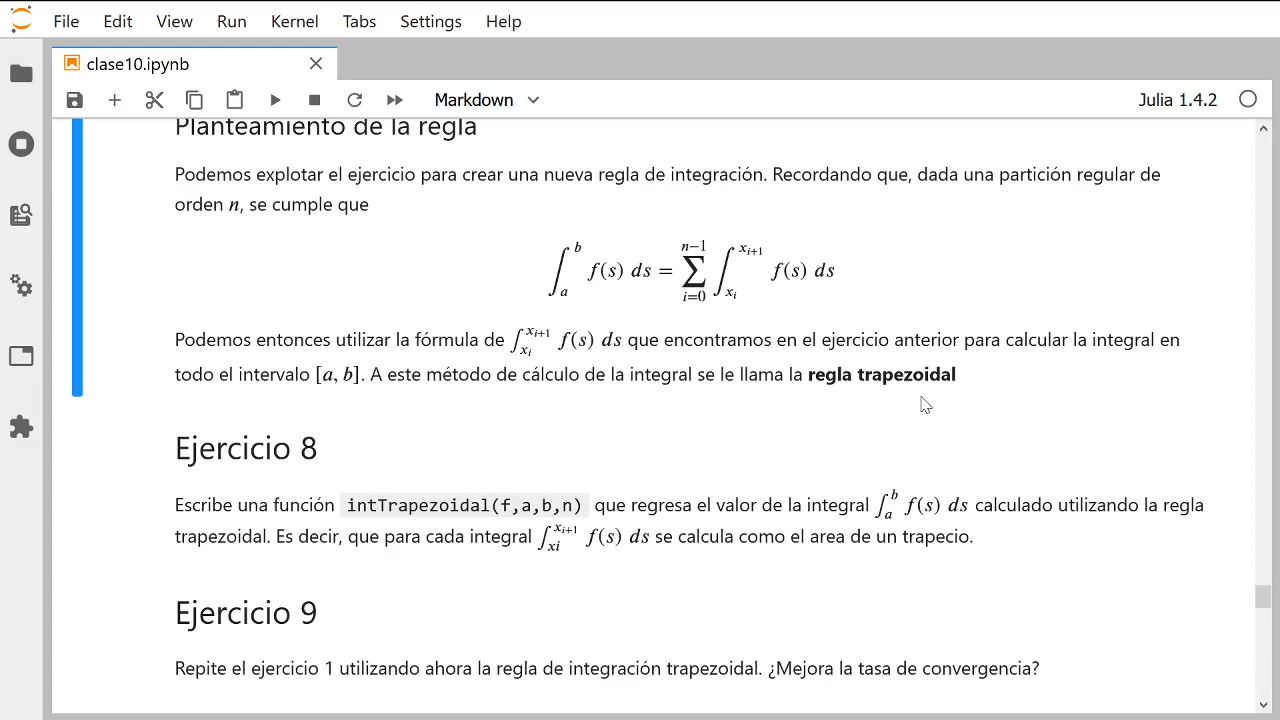 File Edit View Run Kernel Tabs Settings Help
clase10.ipynb
Markdown
Julia 1.4.2
Planteamiento de la regla
Podemos explotar el ejercicio para crear una nueva regla de integración. Recordando que, dada una partición regular de
orden n, se cumple que
∫_a^b f(s) ds = ∑_{i=0}^{n−1} ∫_{x_i}^{x_{i+1}} f(s) ds
Podemos entonces utilizar la fórmula de ∫_{x_i}^{x_{i+1}} f(s) ds que encontramos en el ejercicio anterior para calcular la integral en
todo el intervalo [a, b]. A este método de cálculo de la integral se le llama la regla trapezoidal
Ejercicio 8
Escribe una función intTrapezoidal(f,a,b,n) que regresa el valor de la integral ∫_a^b f(s) ds calculado utilizando la regla
trapezoidal. Es decir, que para cada integral ∫_{xi}^{x_{i+1}} f(s) ds se calcula como el area de un trapecio.
Ejercicio 9
Repite el ejercicio 1 utilizando ahora la regla de integración trapezoidal. ¿Mejora la tasa de convergencia?